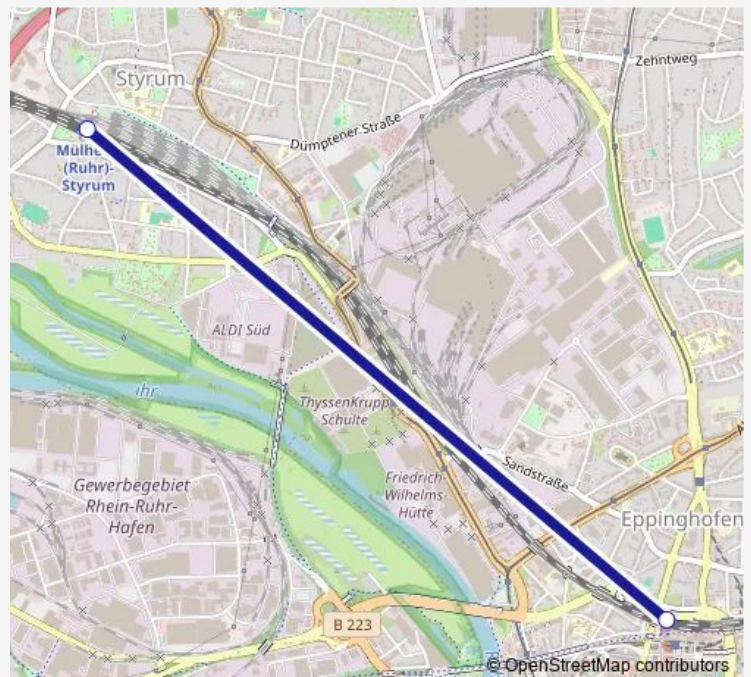 Styrum
Zehntweg
Dümptener Straße
Mülhe
(Ruhr)-
Styrum
ALDI Süd
ThyssenKrupp
Schulte
Sandstraße
Gewerbegebiet
Rhein-Ruhr-
Hafen
Friedrich-
Wilhelms-
Hütte
Eppinghofen
B 223
© OpenStreetMap contributors